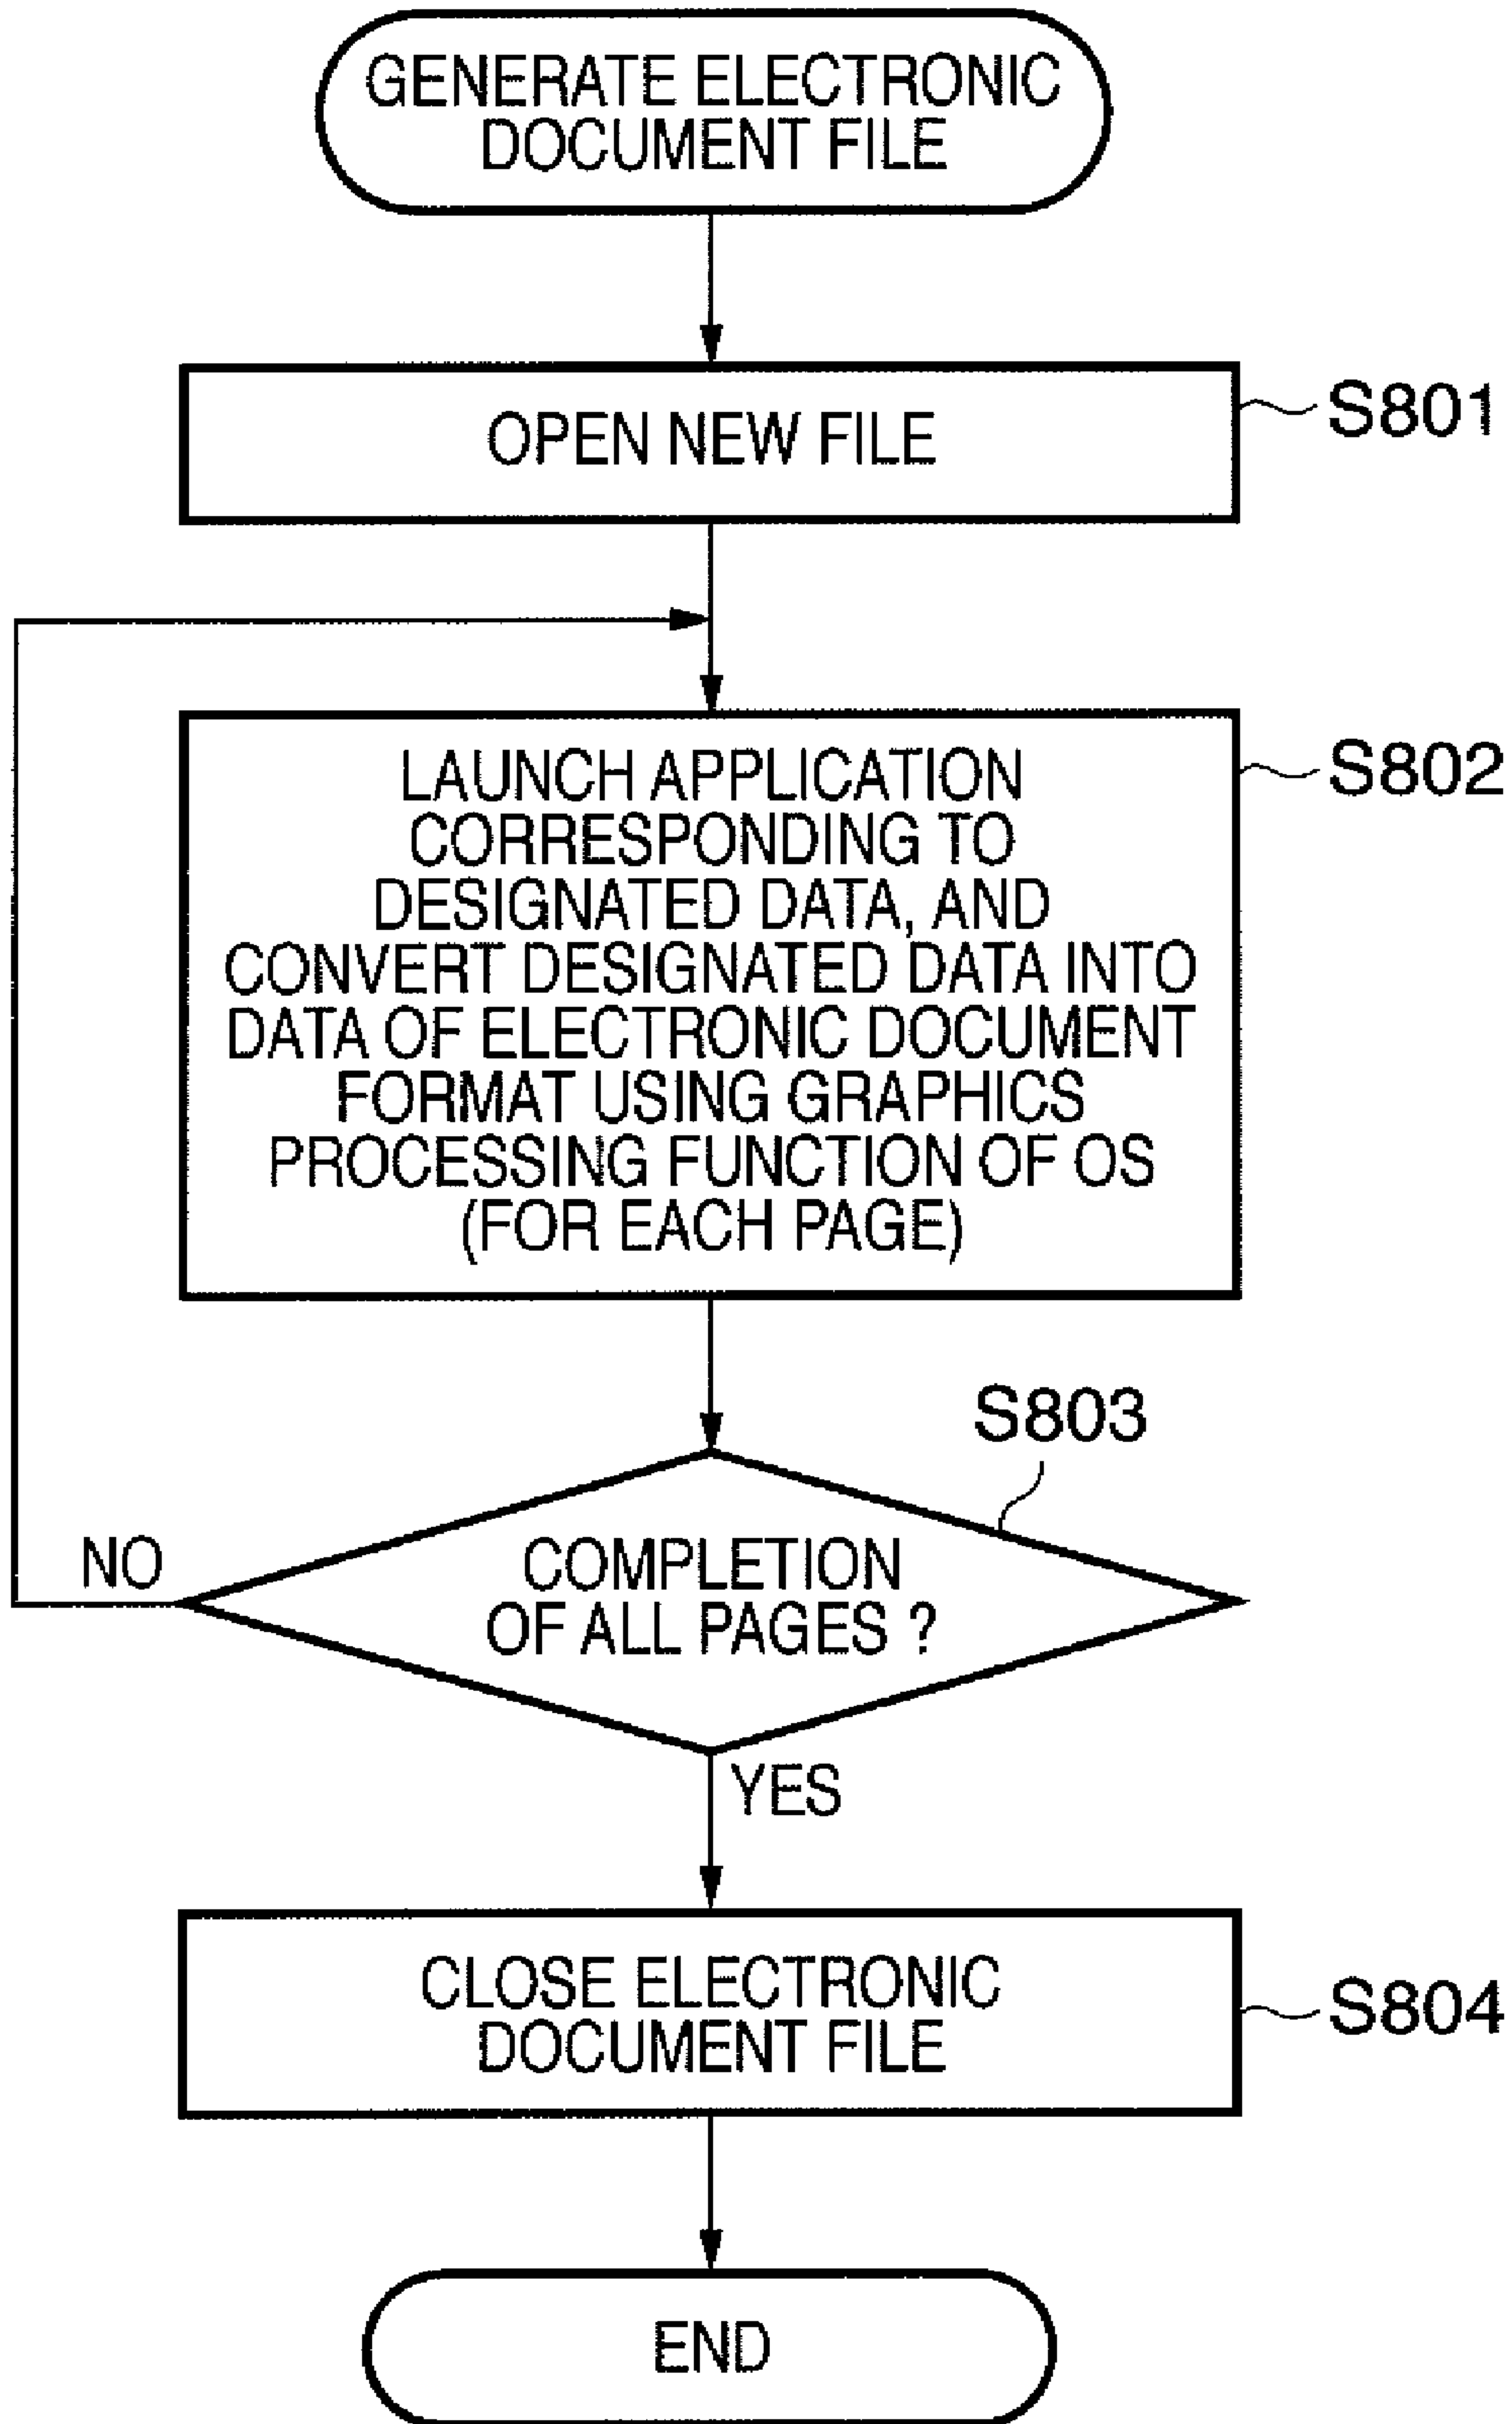 GENERATE ELECTRONIC
DOCUMENT FILE
OPEN NEW FILE
S801
LAUNCH APPLICATION
CORRESPONDING TO
DESIGNATED DATA, AND
CONVERT DESIGNATED DATA INTO
DATA OF ELECTRONIC DOCUMENT
FORMAT USING GRAPHICS
PROCESSING FUNCTION OF OS
(FOR EACH PAGE)
S802
S803
NO
COMPLETION
OF ALL PAGES ?
YES
CLOSE ELECTRONIC
DOCUMENT FILE
S804
END